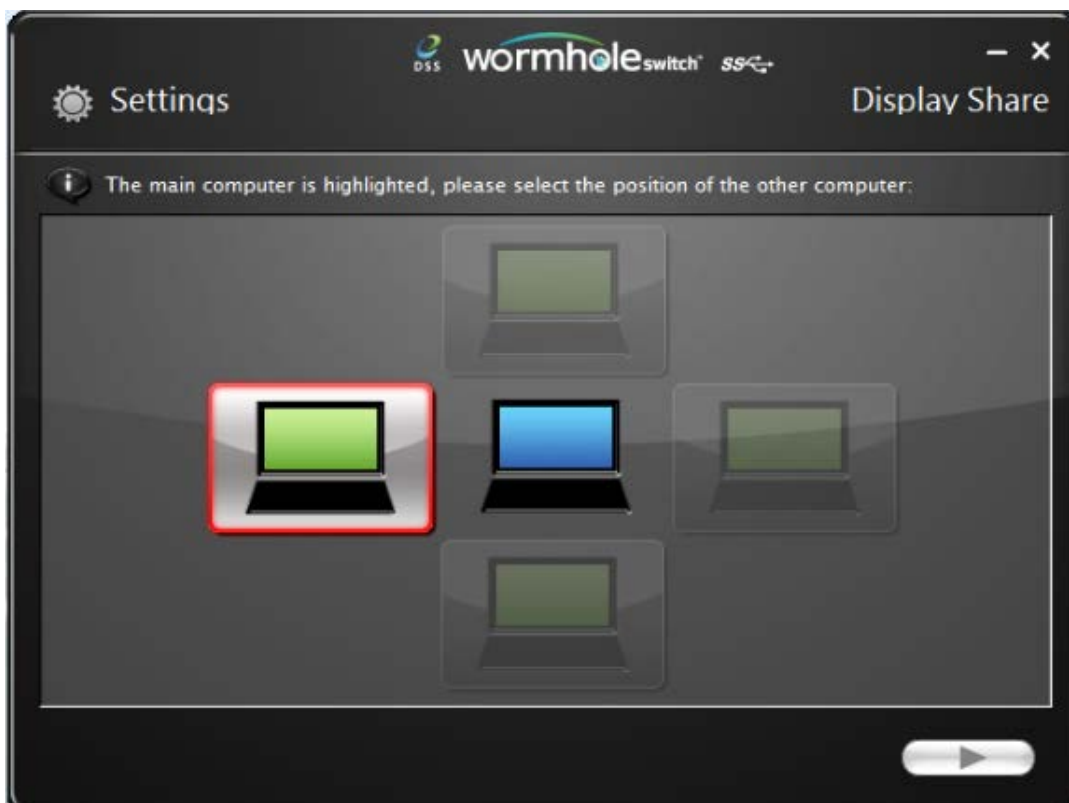 DSS wormhole switch SS
Settings
Display Share
The main computer is highlighted, please select the position of the other computer: